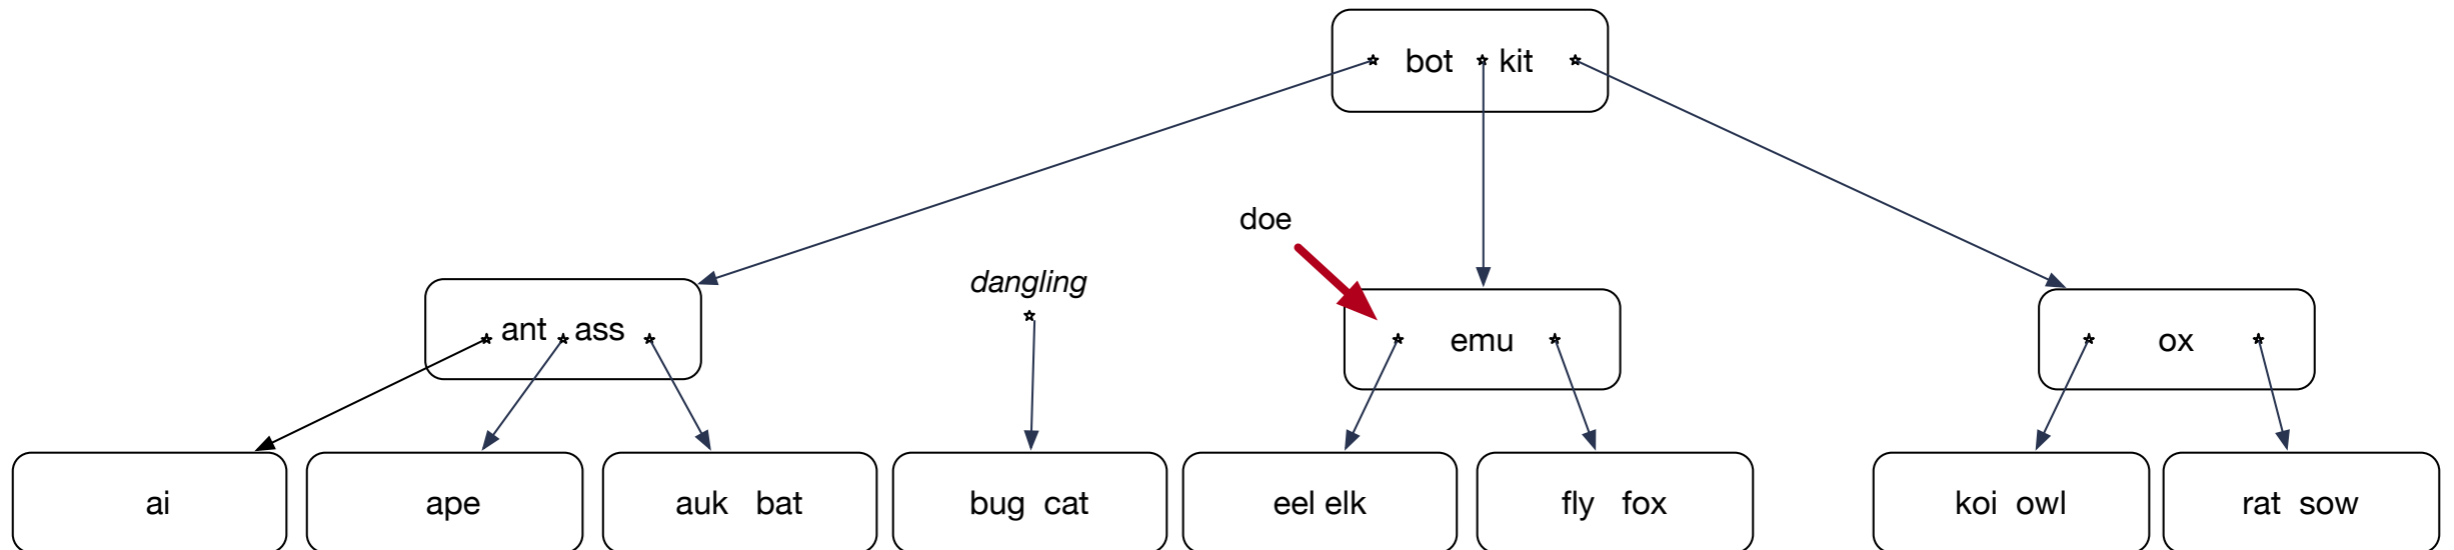 bot kit
doe
dangling
ant ass
emu
ox
ai
ape
auk bat
bug cat
eel elk
fly fox
koi owl
rat sow